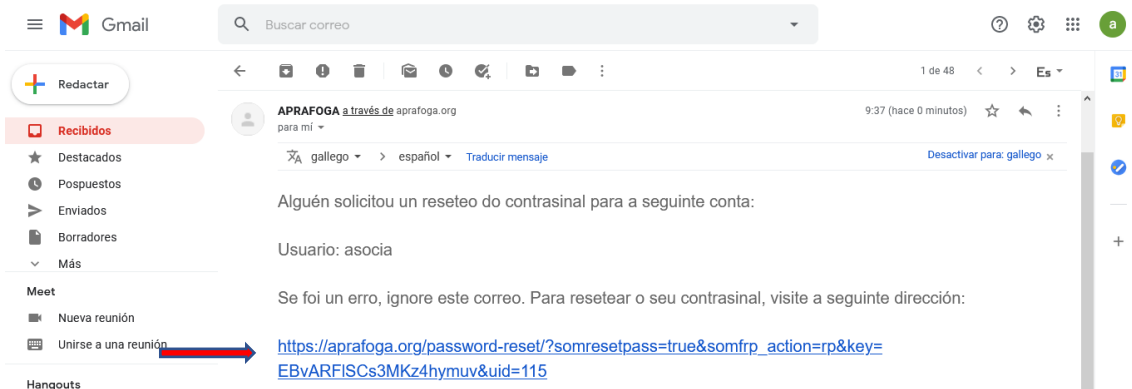 Gmail
Buscar correo
a
Redactar
1 de 48
Es
31
APRAFOGA a través de aprafoga.org
9:37 (hace 0 minutos)
para mí
Recibidos
Destacados
Pospuestos
Enviados
Borradores
Más
gallego > español Traducir mensaje
Desactivar para: gallego x
Alguén solicitou un reseteo do contrasinal para a seguinte conta:
Usuario: asocia
Se foi un erro, ignore este correo. Para resetear o seu contrasinal, visite a seguinte dirección:
https://aprafoga.org/password-reset/?somresetpass=true&somfrp_action=rp&key=
EBvARFlSCs3MKz4hymuv&uid=115
Meet
Nueva reunión
Unirse a una reunión
Hangouts